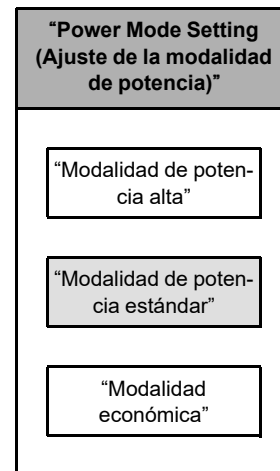 “Power Mode Setting
(Ajuste de la modalidad
de potencia)”
“Modalidad de poten-
cia alta”
“Modalidad de poten-
cia estándar”
“Modalidad
económica”